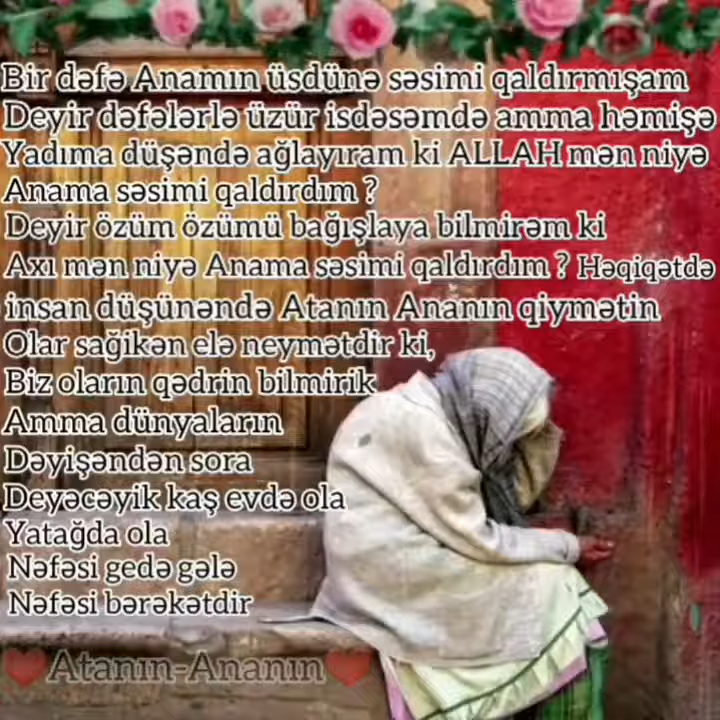 Bir dəfə Anamın üsdünə səsimi qaldırmışam
Deyir dəfələrlə üzür isdəsəmdə amma həmişə
Yadıma düşəndə ağlayıram ki ALLAH mən niyə
Anama səsimi qaldırdım ?
Deyir özüm özümü bağışlaya bilmirəm ki
Axı mən niyə Anama səsimi qaldırdım ? Həqiqətdə
insan düşünəndə Atanın Ananın qiymətin
Olar sağikən elə neymətdir ki,
Biz oların qədrin bilmirik
Amma dünyaların
Dəyişəndən sora
Deyəcəyik kaş evdə ola
Yatağda ola
Nəfəsi gedə gələ
Nəfəsi bərəkətdir
❤Atanın-Ananın❤